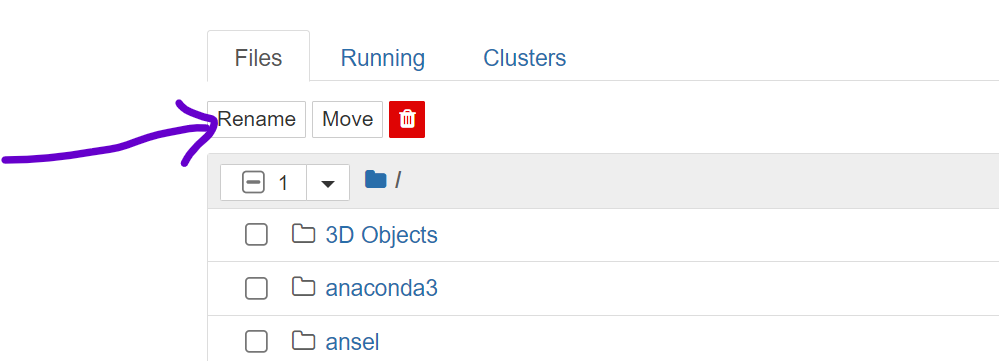 Files Running Clusters
Rename Move
1 /
3D Objects
anaconda3
ansel